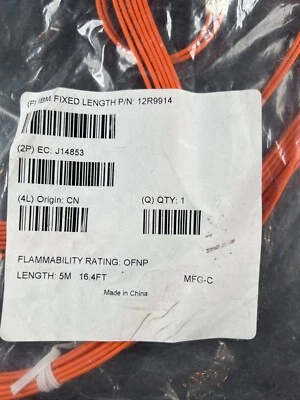 (P) IBM FIXED LENGTH P/N: 12R9914
(2P) EC: J14853
(4L) Origin: CN (Q) QTY: 1
FLAMMABILITY RATING: OFNP
LENGTH: 5M 16.4FT MFG-C
Made in China